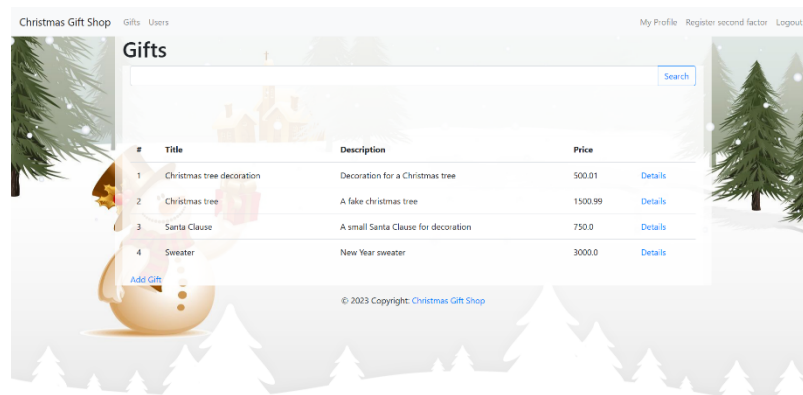 Christmas Gift Shop Gifts Users My Profile Register second factor Logout
Gifts
Search
# Title Description Price
1 Christmas tree decoration Decoration for a Christmas tree 500.01 Details
2 Christmas tree A fake christmas tree 1500.99 Details
3 Santa Clause A small Santa Clause for decoration 750.0 Details
4 Sweater New Year sweater 3000.0 Details
Add Gift
© 2023 Copyright: Christmas Gift Shop